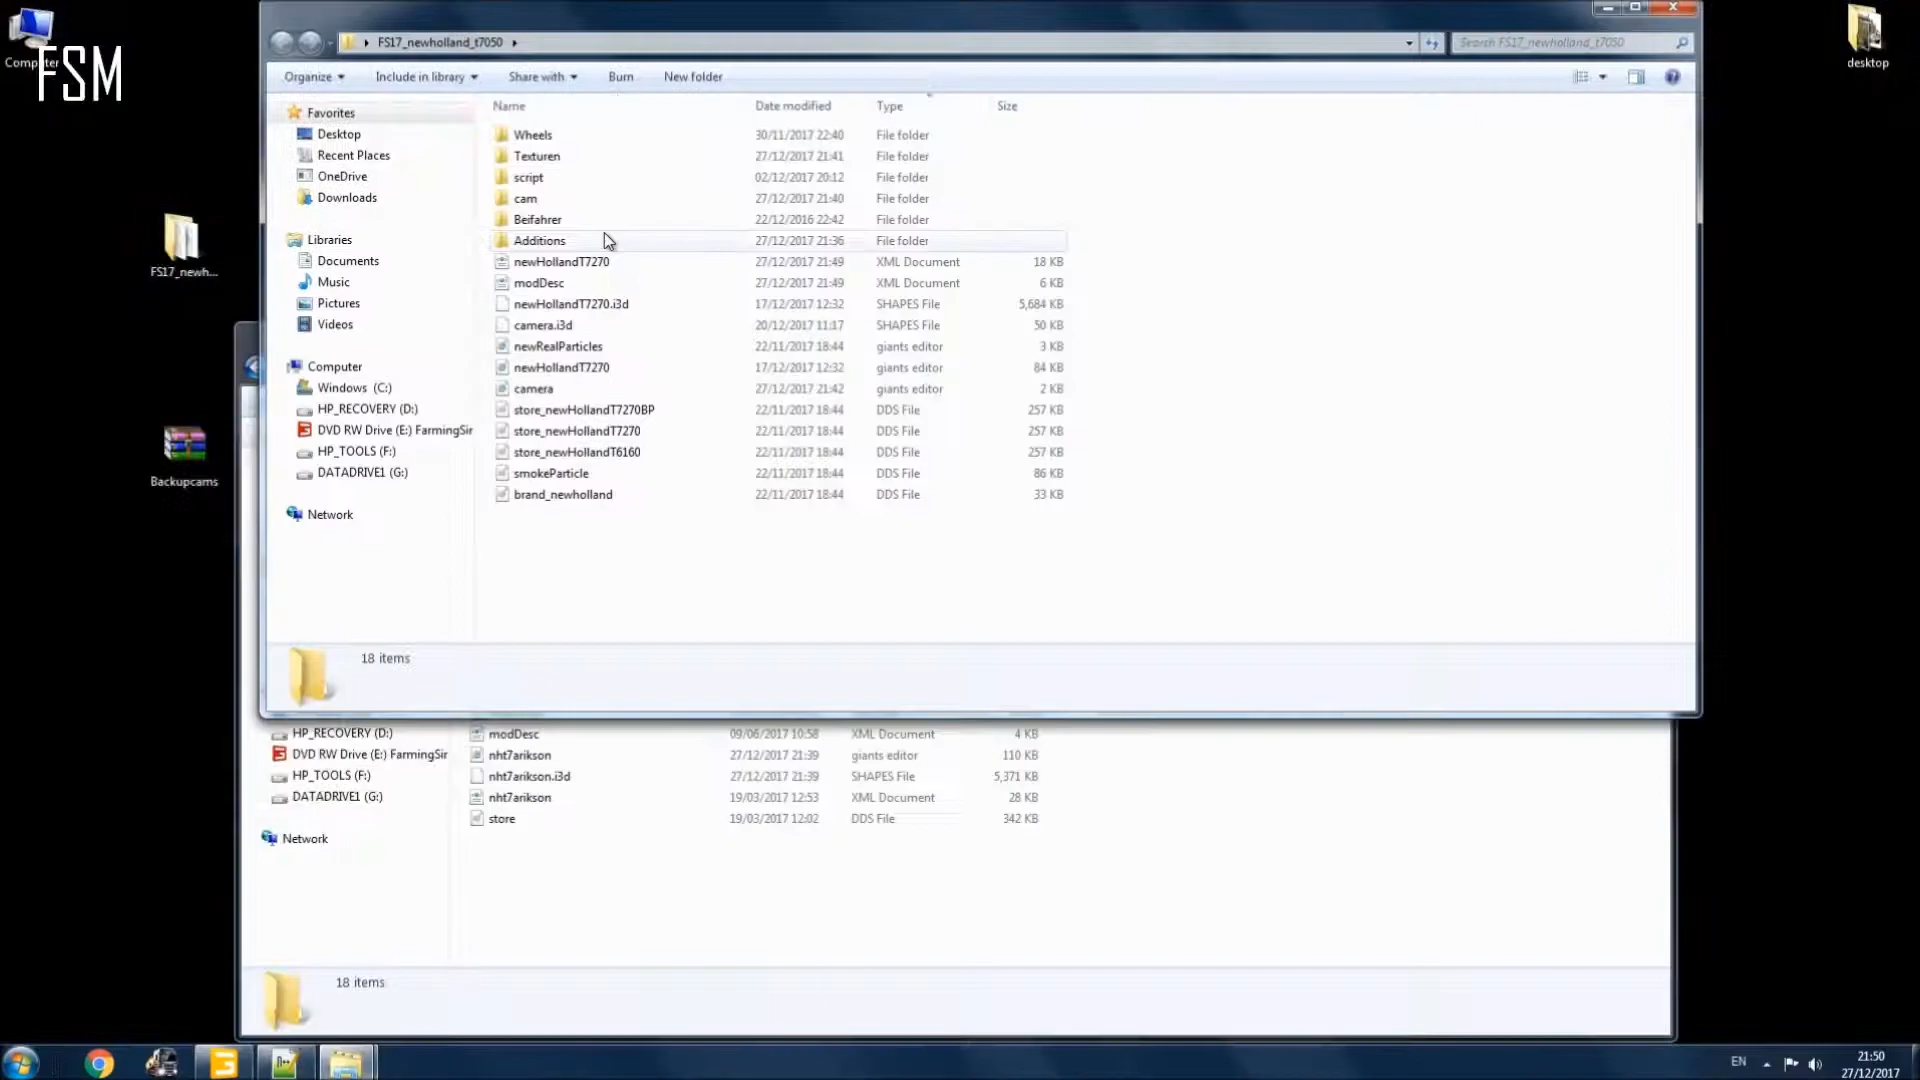 Computer
FSM
FS17_newh...
Backupcams
desktop
FS17_newholland_t7050
Search FS17_newholland_t7050
Organize Include in library Share with Burn New folder
Favorites
Desktop
Recent Places
OneDrive
Downloads
Libraries
Documents
Music
Pictures
Videos
Computer
Windows (C:)
HP_RECOVERY (D:)
DVD RW Drive (E:) FarmingSir
HP_TOOLS (F:)
DATADRIVE1 (G:)
Network
Name Date modified Type Size
Wheels 30/11/2017 22:40 File folder
Texturen 27/12/2017 21:41 File folder
script 02/12/2017 20:12 File folder
cam 27/12/2017 21:40 File folder
Beifahrer 22/12/2016 22:42 File folder
Additions 27/12/2017 21:36 File folder
newHollandT7270 27/12/2017 21:49 XML Document 18 KB
modDesc 27/12/2017 21:49 XML Document 6 KB
newHollandT7270.i3d 17/12/2017 12:32 SHAPES File 5,684 KB
camera.i3d 20/12/2017 11:17 SHAPES File 50 KB
newRealParticles 22/11/2017 18:44 giants editor 3 KB
newHollandT7270 17/12/2017 12:32 giants editor 84 KB
camera 27/12/2017 21:42 giants editor 2 KB
store_newHollandT7270BP 22/11/2017 18:44 DDS File 257 KB
store_newHollandT7270 22/11/2017 18:44 DDS File 257 KB
store_newHollandT6160 22/11/2017 18:44 DDS File 257 KB
smokeParticle 22/11/2017 18:44 DDS File 86 KB
brand_newholland 22/11/2017 18:44 DDS File 33 KB
18 items
HP_RECOVERY (D:)
DVD RW Drive (E:) FarmingSir
HP_TOOLS (F:)
DATADRIVE1 (G:)
Network
modDesc 09/06/2017 10:58 XML Document 4 KB
nht7arikson 27/12/2017 21:39 giants editor 110 KB
nht7arikson.i3d 27/12/2017 21:39 SHAPES File 5,371 KB
nht7arikson 19/03/2017 12:53 XML Document 28 KB
store 19/03/2017 12:02 DDS File 342 KB
18 items
EN
21:50
27/12/2017